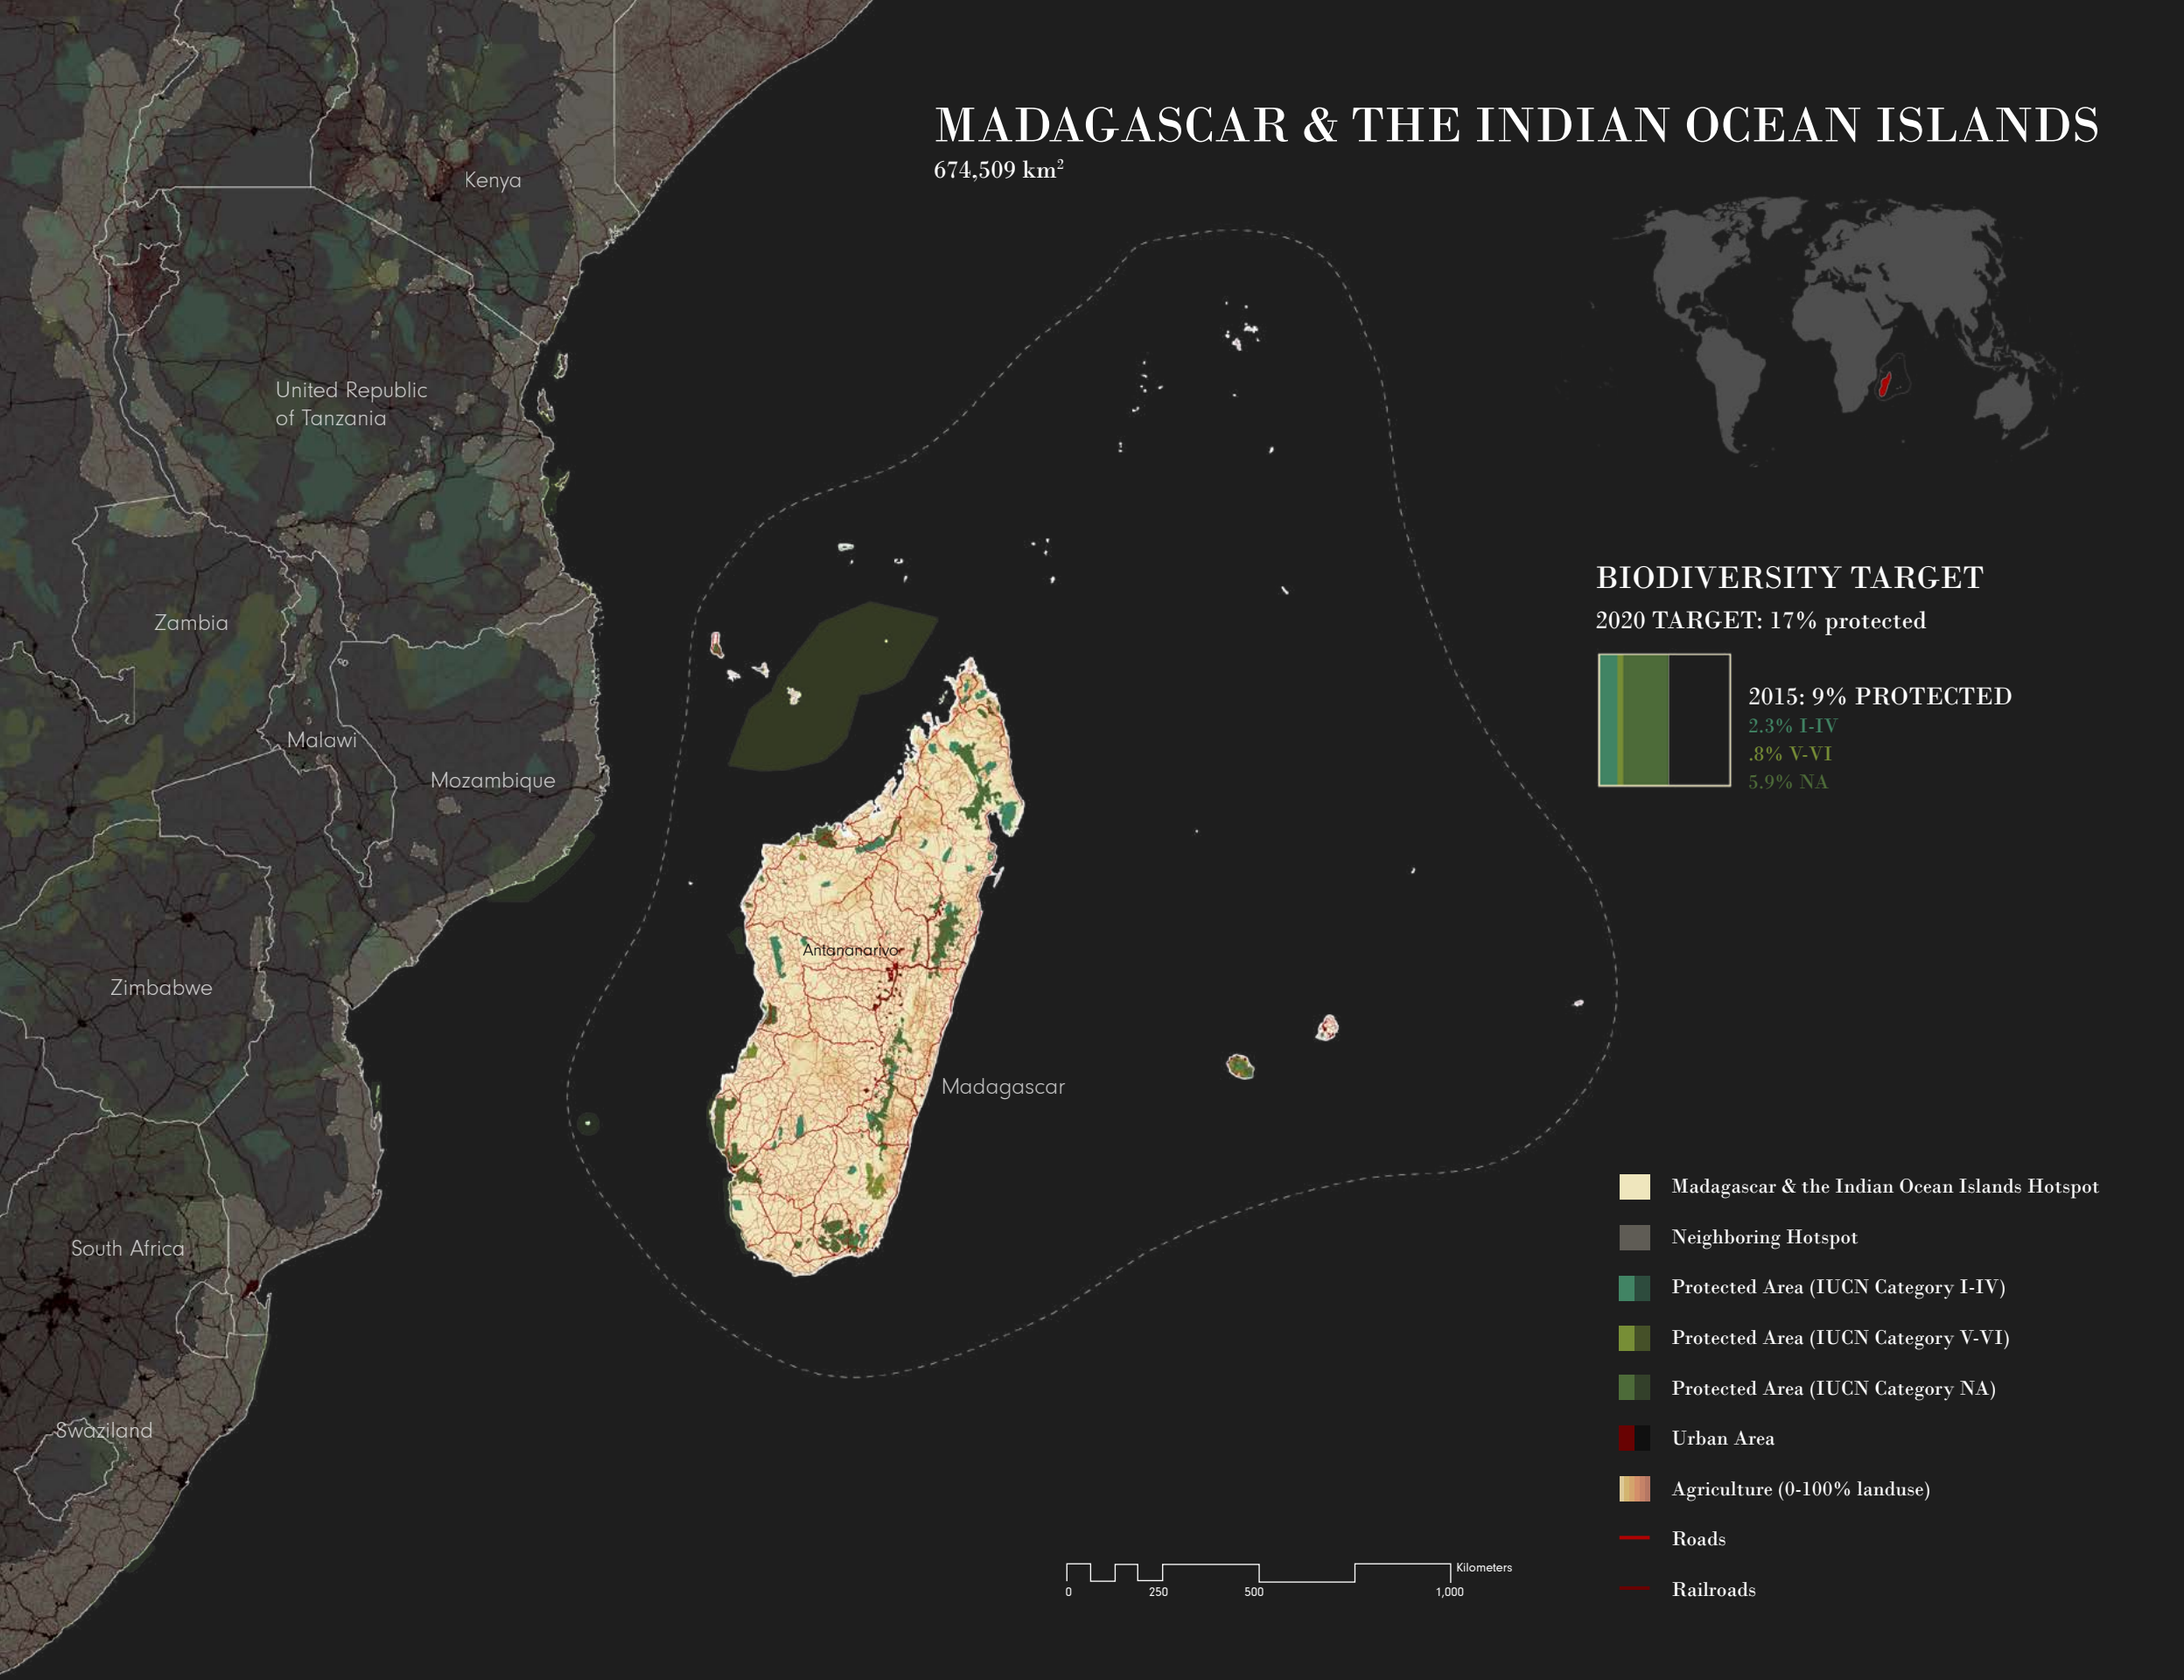 MADAGASCAR & THE INDIAN OCEAN ISLANDS
674,509 km²
Kenya
United Republic
of Tanzania
Zambia
Malawi
Mozambique
Zimbabwe
South Africa
Swaziland
Antananarivo
Madagascar
BIODIVERSITY TARGET
2020 TARGET: 17% protected
2015: 9% PROTECTED
2.3% I-IV
.8% V-VI
5.9% NA
Madagascar & the Indian Ocean Islands Hotspot
Neighboring Hotspot
Protected Area (IUCN Category I-IV)
Protected Area (IUCN Category V-VI)
Protected Area (IUCN Category NA)
Urban Area
Agriculture (0-100% landuse)
Roads
Railroads
Kilometers
0 250 500 1,000